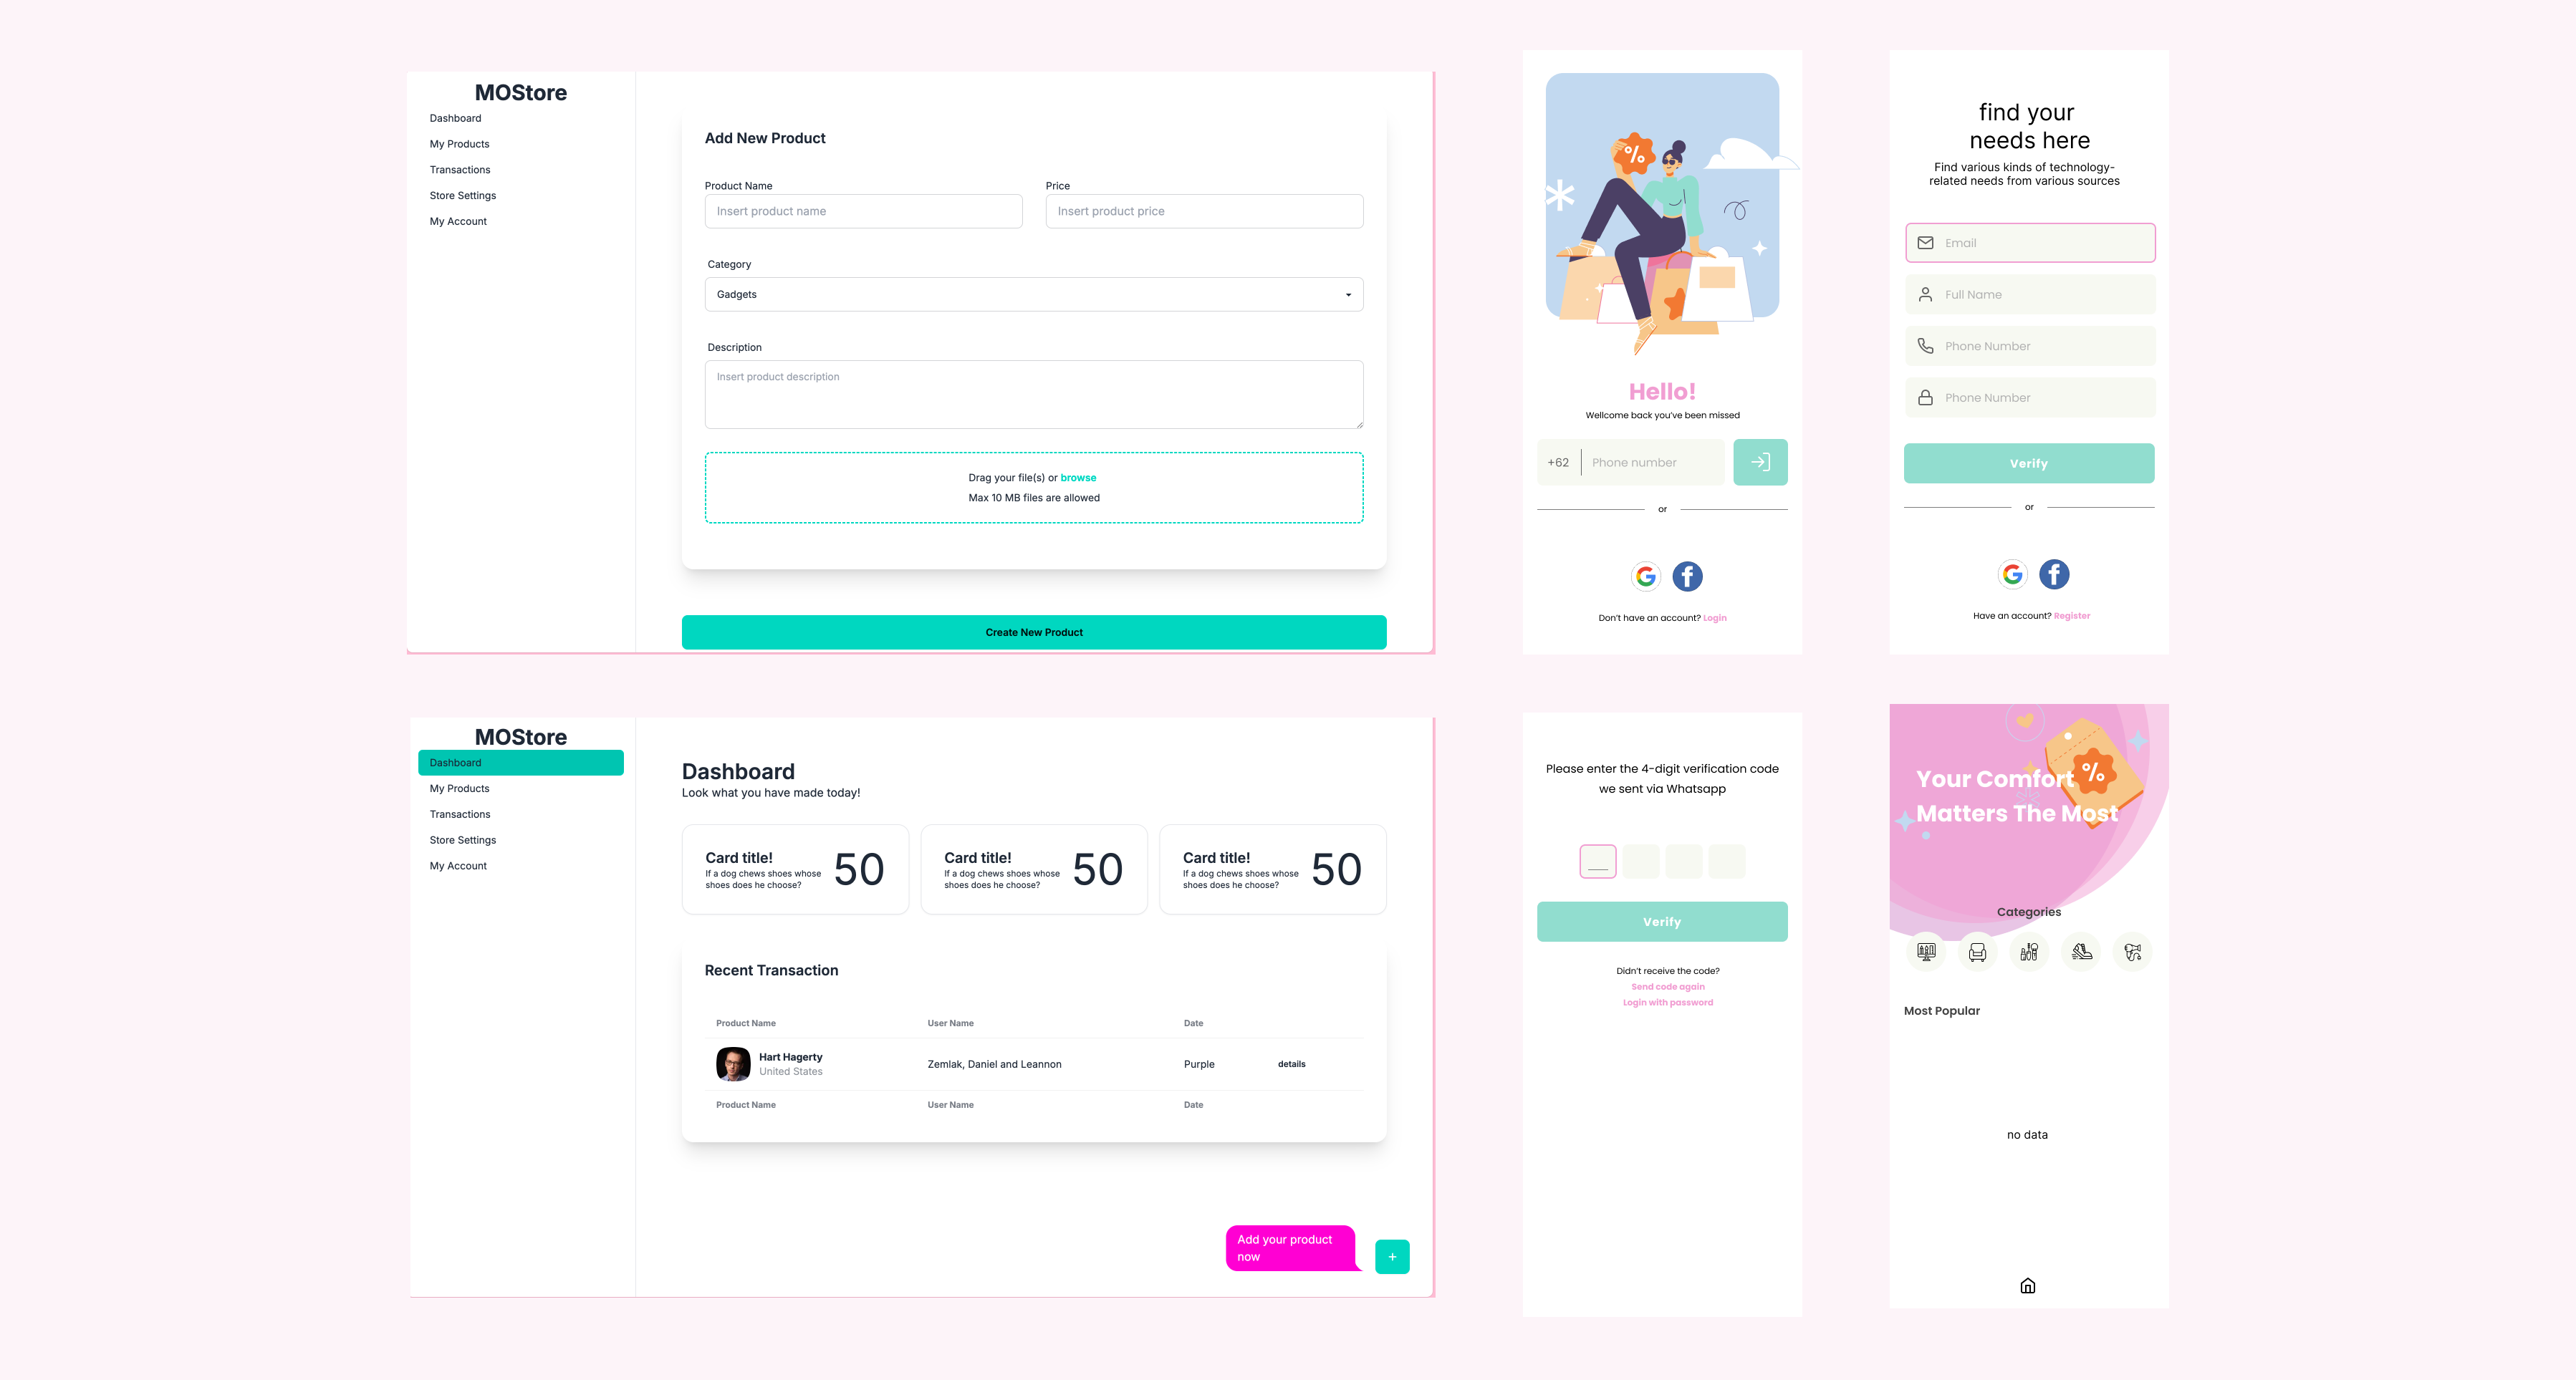 MOStore
Dashboard
My Products
Transactions
Store Settings
My Account
Add New Product
Product Name
Price
Insert product name
Insert product price
Category
Gadgets
Description
Insert product description
Drag your file(s) or browse
Max 10 MB files are allowed
Create New Product
%
Hello!
Wellcome back you've been missed
+62
Phone number
or
G
f
Don't have an account? Login
find your
needs here
Find various kinds of technology-
related needs from various sources
Email
Full Name
Phone Number
Phone Number
Verify
or
G
f
Have an account? Register
MOStore
Dashboard
My Products
Transactions
Store Settings
My Account
Dashboard
Look what you have made today!
Card title!
If a dog chews shoes whose
shoes does he choose?
50
Card title!
If a dog chews shoes whose
shoes does he choose?
50
Card title!
If a dog chews shoes whose
shoes does he choose?
50
Recent Transaction
Product Name User Name Date
Hart Hagerty
United States
Zemlak, Daniel and Leannon
Purple
details
Product Name User Name Date
Add your product
now
+
Please enter the 4-digit verification code
we sent via Whatsapp
Verify
Didn't receive the code?
Send code again
Login with password
%
Your Comfort
Matters The Most
Categories
Most Popular
no data